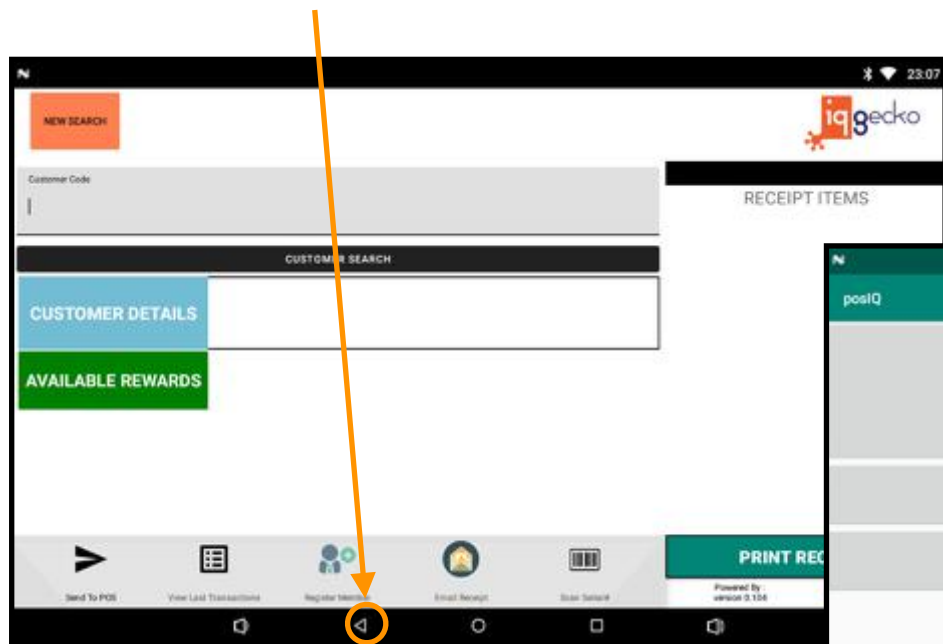 23:07
NEW SEARCH
iqgecko
Customer Code
RECEIPT ITEMS
CUSTOMER SEARCH
posIQ
CUSTOMER DETAILS
AVAILABLE REWARDS
PRINT REC
Send To POS
View Last Transactions
Register Member
Email Receipt
Scan
Powered By :
version 0.104